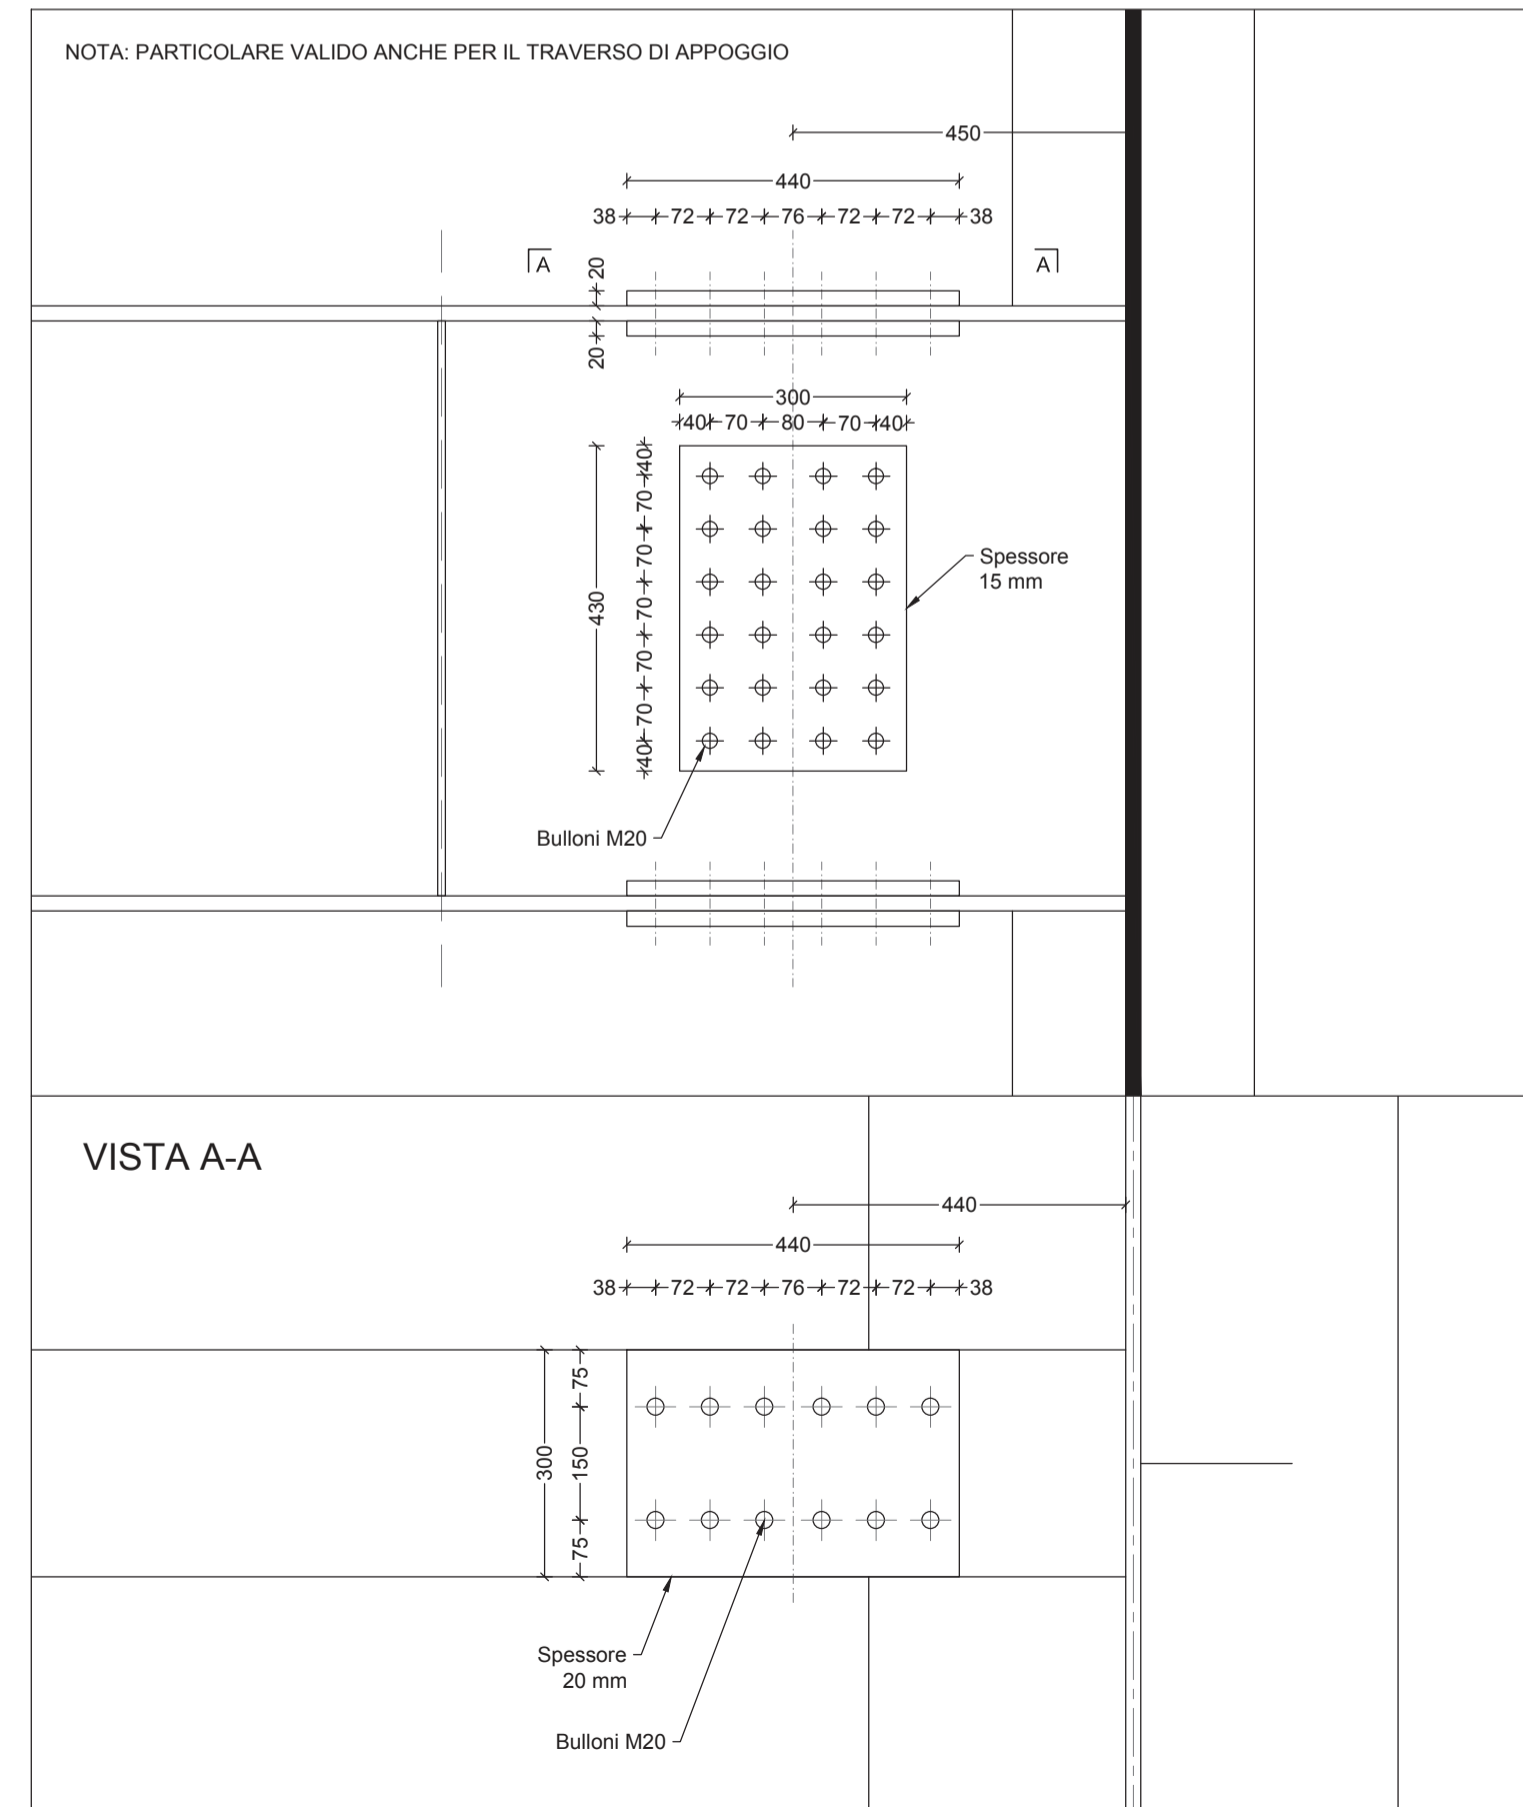 NOTA: PARTICOLARE VALIDO ANCHE PER IL TRAVERSO DI APPOGGIO
450
440
38 72 72 76 72 72 38
A A
20
20
300
40 70 80 70 40
430
40
70
70
70
70
70
40
Spessore
15 mm
Bulloni M20
VISTA A-A
440
440
38 72 72 76 72 72 38
300
75
150
75
Spessore
20 mm
Bulloni M20